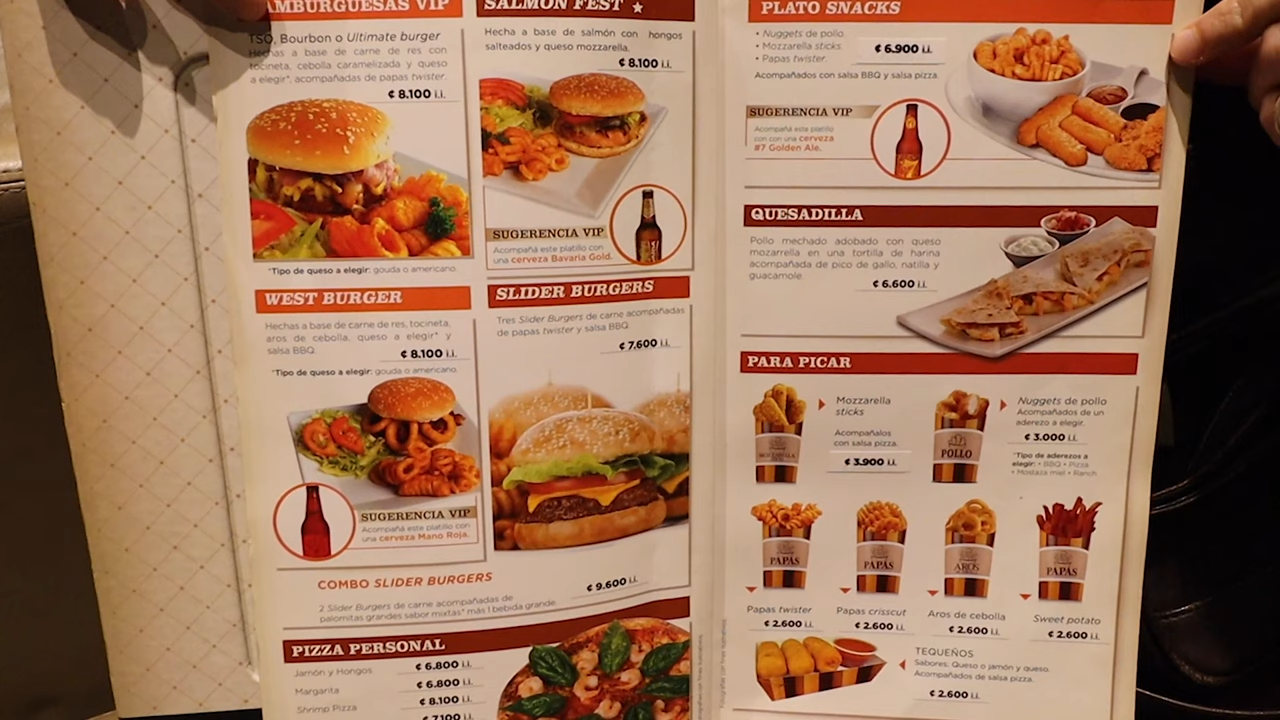 AMBURGUESAS VIP
TSO, Bourbon o Ultimate burger
Hechas a base de carne de res con
tocineta, cebolla caramelizada y queso
a elegir*, acompañadas de papas twister.
¢ 8.100 i.i.
*Tipo de queso a elegir: gouda o americano.
WEST BURGER
Hechas a base de carne de res, tocineta,
aros de cebolla, queso a elegir* y
salsa BBQ.
¢ 8.100 i.i.
*Tipo de queso a elegir: gouda o americano.
SUGERENCIA VIP
Acompañá este platillo con
una cerveza Mano Roja.
SALMON FEST
Hecha a base de salmón con hongos
salteados y queso mozzarella.
¢ 8.100 i.i.
SUGERENCIA VIP
Acompañá este platillo con
una cerveza Bavaria Gold.
SLIDER BURGERS
Tres Slider Burgers de carne acompañadas
de papas twister y salsa BBQ.
¢ 7.600 i.i.
COMBO SLIDER BURGERS
¢ 9.600 i.i.
2 Slider Burgers de carne acompañadas de
palomitas grandes sabor mixtas* más 1 bebida grande.
PIZZA PERSONAL
Jamón y Hongos ¢ 6.800 i.i.
Margarita ¢ 6.800 i.i.
Shrimp Pizza ¢ 8.100 i.i.
¢ 7.100 i.i.
PLATO SNACKS
• Nuggets de pollo.
• Mozzarella sticks.
• Papas twister.
¢ 6.900 i.i.
Acompañados con salsa BBQ y salsa pizza.
SUGERENCIA VIP
Acompañá este platillo
con una cerveza
#7 Golden Ale.
QUESADILLA
Pollo mechado adobado con queso
mozarrella en una tortilla de harina
acompañada de pico de gallo, natilla y
guacamole.
¢ 6.600 i.i.
PARA PICAR
Mozzarella
sticks
Acompañalos
con salsa pizza.
¢ 3.900 i.i.
Nuggets de pollo
Acompañados de un
aderezo a elegir.
¢ 3.000 i.i.
*Tipo de aderezos a
elegir: • BBQ • Pizza
• Mostaza miel • Ranch.
POLLO
PAPAS
PAPAS
AROS
PAPAS
Papas twister
¢ 2.600 i.i.
Papas crisscut
¢ 2.600 i.i.
Aros de cebolla
¢ 2.600 i.i.
Sweet potato
¢ 2.600 i.i.
TEQUEÑOS
Sabores: Queso o jamón y queso.
Acompañados de salsa pizza.
¢ 2.600 i.i.